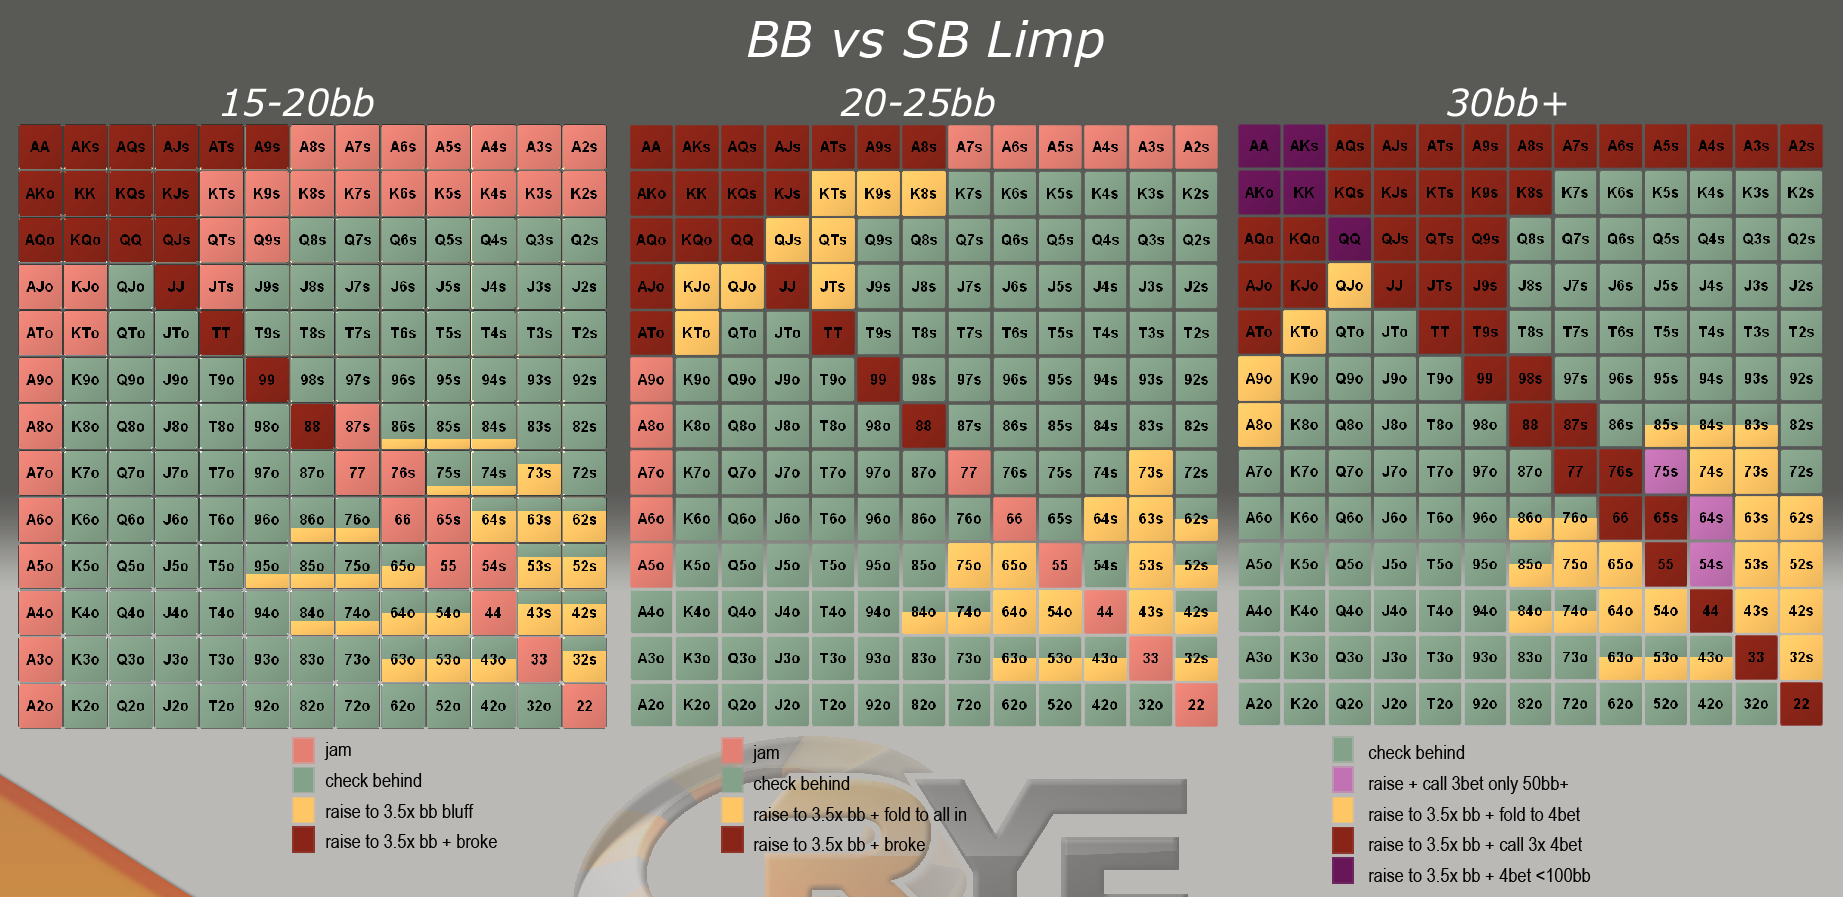 BB vs SB Limp
15-20bb
20-25bb
30bb+
AA AKs AQs AJs ATs A9s A8s A7s A6s A5s A4s A3s A2s
AKo KK KQs KJs KTs K9s K8s K7s K6s K5s K4s K3s K2s
AQo KQo QQ QJs QTs Q9s Q8s Q7s Q6s Q5s Q4s Q3s Q2s
AJo KJo QJo JJ JTs J9s J8s J7s J6s J5s J4s J3s J2s
ATo KTo QTo JTo TT T9s T8s T7s T6s T5s T4s T3s T2s
A9o K9o Q9o J9o T9o 99 98s 97s 96s 95s 94s 93s 92s
A8o K8o Q8o J8o T8o 98o 88 87s 86s 85s 84s 83s 82s
A7o K7o Q7o J7o T7o 97o 87o 77 76s 75s 74s 73s 72s
A6o K6o Q6o J6o T6o 96o 86o 76o 66 65s 64s 63s 62s
A5o K5o Q5o J5o T5o 95o 85o 75o 65o 55 54s 53s 52s
A4o K4o Q4o J4o T4o 94o 84o 74o 64o 54o 44 43s 42s
A3o K3o Q3o J3o T3o 93o 83o 73o 63o 53o 43o 33 32s
A2o K2o Q2o J2o T2o 92o 82o 72o 62o 52o 42o 32o 22
jam
check behind
raise to 3.5x bb bluff
raise to 3.5x bb + broke
AA AKs AQs AJs ATs A9s A8s A7s A6s A5s A4s A3s A2s
AKo KK KQs KJs KTs K9s K8s K7s K6s K5s K4s K3s K2s
AQo KQo QQ QJs QTs Q9s Q8s Q7s Q6s Q5s Q4s Q3s Q2s
AJo KJo QJo JJ JTs J9s J8s J7s J6s J5s J4s J3s J2s
ATo KTo QTo JTo TT T9s T8s T7s T6s T5s T4s T3s T2s
A9o K9o Q9o J9o T9o 99 98s 97s 96s 95s 94s 93s 92s
A8o K8o Q8o J8o T8o 98o 88 87s 86s 85s 84s 83s 82s
A7o K7o Q7o J7o T7o 97o 87o 77 76s 75s 74s 73s 72s
A6o K6o Q6o J6o T6o 96o 86o 76o 66 65s 64s 63s 62s
A5o K5o Q5o J5o T5o 95o 85o 75o 65o 55 54s 53s 52s
A4o K4o Q4o J4o T4o 94o 84o 74o 64o 54o 44 43s 42s
A3o K3o Q3o J3o T3o 93o 83o 73o 63o 53o 43o 33 32s
A2o K2o Q2o J2o T2o 92o 82o 72o 62o 52o 42o 32o 22
jam
check behind
raise to 3.5x bb + fold to all in
raise to 3.5x bb + broke
AA AKs AQs AJs ATs A9s A8s A7s A6s A5s A4s A3s A2s
AKo KK KQs KJs KTs K9s K8s K7s K6s K5s K4s K3s K2s
AQo KQo QQ QJs QTs Q9s Q8s Q7s Q6s Q5s Q4s Q3s Q2s
AJo KJo QJo JJ JTs J9s J8s J7s J6s J5s J4s J3s J2s
ATo KTo QTo JTo TT T9s T8s T7s T6s T5s T4s T3s T2s
A9o K9o Q9o J9o T9o 99 98s 97s 96s 95s 94s 93s 92s
A8o K8o Q8o J8o T8o 98o 88 87s 86s 85s 84s 83s 82s
A7o K7o Q7o J7o T7o 97o 87o 77 76s 75s 74s 73s 72s
A6o K6o Q6o J6o T6o 96o 86o 76o 66 65s 64s 63s 62s
A5o K5o Q5o J5o T5o 95o 85o 75o 65o 55 54s 53s 52s
A4o K4o Q4o J4o T4o 94o 84o 74o 64o 54o 44 43s 42s
A3o K3o Q3o J3o T3o 93o 83o 73o 63o 53o 43o 33 32s
A2o K2o Q2o J2o T2o 92o 82o 72o 62o 52o 42o 32o 22
check behind
raise + call 3bet only 50bb+
raise to 3.5x bb + fold to 4bet
raise to 3.5x bb + call 3x 4bet
raise to 3.5x bb + 4bet <100bb
RYE